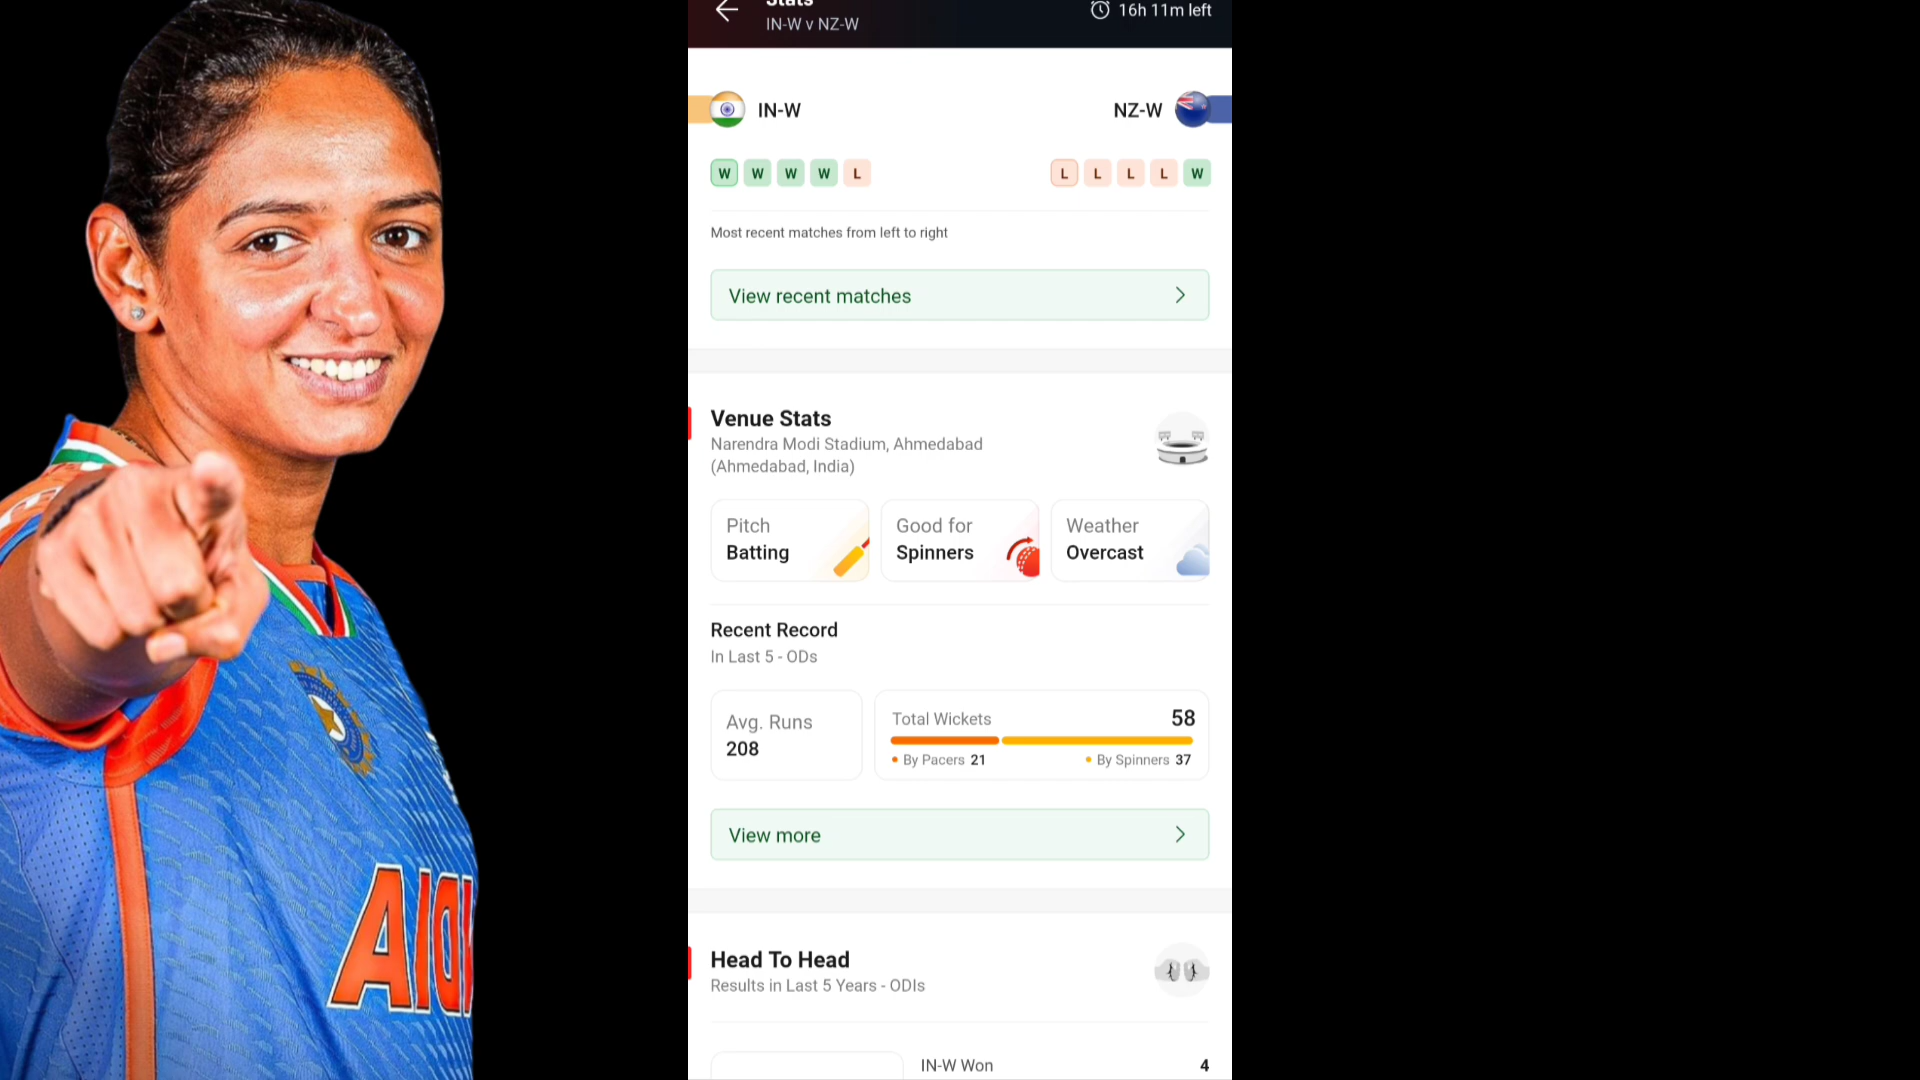 Stats
IN-W v NZ-W
16h 11m left
IN-W
NZ-W
W W W W L
L L L L W
Most recent matches from left to right
View recent matches
Venue Stats
Narendra Modi Stadium, Ahmedabad
(Ahmedabad, India)
Pitch
Batting
Good for
Spinners
Weather
Overcast
Recent Record
In Last 5 - ODs
Avg. Runs
208
Total Wickets 58
By Pacers 21
By Spinners 37
View more
Head To Head
Results in Last 5 Years - ODIs
IN-W Won 4